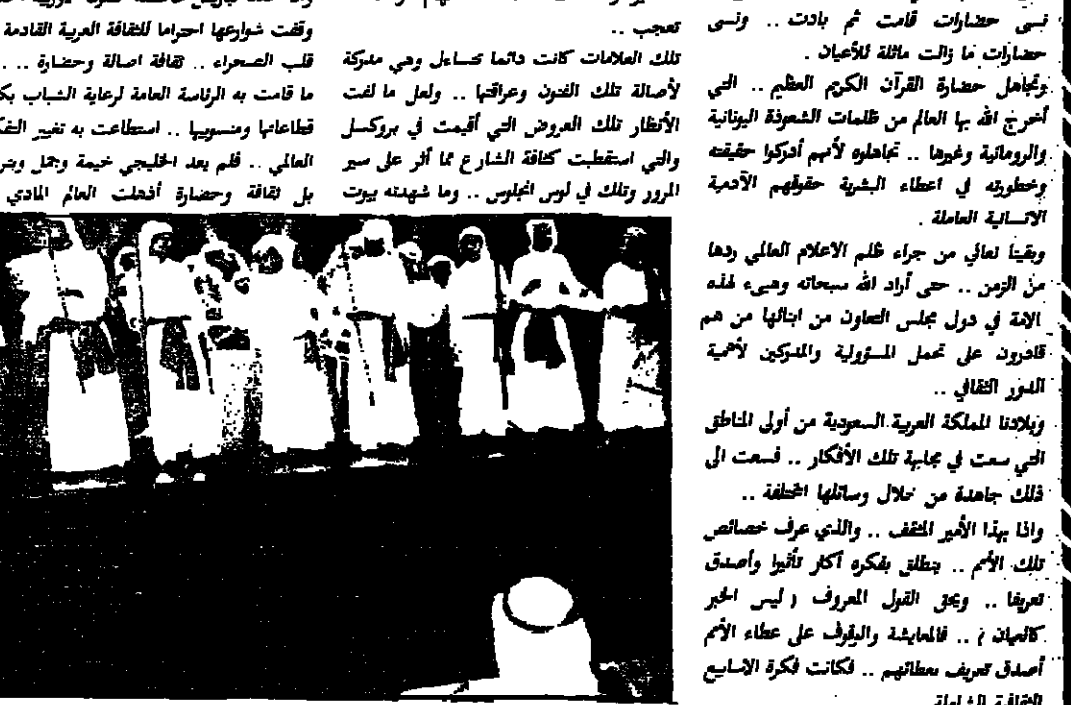 نسى حضارات قامت ثم بادت .. ونسى
حضارات ما زالت ماثلة للأعيان .
وتجاهل حضارة القرآن الكريم العظيم .. التي
أخرج الله بها العالم من ظلمات الشعوذة اليونانية
والرومانية وغيرها .. تجاهلوه لأنهم أدركوا حقيقته
وخطورته في اعطاء البشرية حقوقهم الآدمية
الانسانية العاملة .
وبقينا نعاني من جراء ظلم الاعلام العالمي ردها
من الزمن .. حتى أراد الله سبحانه وهيىء لهذه
الامة في دول مجلس التعاون من ابنائها من هم
قادرون على تحمل المسؤولية والمدركين لأهمية
الدور الثقافي ..
وبلادنا المملكة العربية السعودية من أولى المناطق
التي سعت في مجابهة تلك الأفكار .. فسعت الى
ذلك جاهدة من خلال وسائلها المختلفة ..
واذا بهذا الأمير المثقف .. والذي عرف خصائص
تلك الأمم .. ينطلق بفكره أكثر تأثيرا وأصدق
تعريفا .. ويحق القول المعروف ( ليس الخبر
كالعيان ) .. فالمعايشة والوقوف على عطاء الأمم
أصدق تعريف بعطائهم .. فكانت فكرة الاسابيع
الثقافية الشاملة
تعجب ..
تلك العلامات كانت دائما تتساءل وهي مدركة
لأصالة تلك الفنون وعراقتها .. ولعل ما لفت
الأنظار تلك العروض التي أقيمت في بروكسل
والتي استقطبت كثافة الشارع مما أثر على سير
المرور وتلك في لوس انجلوس .. وما شهدته بيوت
وقفت شوارعها احتراما للثقافة العربية القادمة
قلب الصحراء .. ثقافة اصالة وحضارة .. .
ما قامت به الرئاسة العامة لرعاية الشباب
قطاعاتها ومنسوبيها .. استطاعت به تغيير
العالمي .. فلم يعد الخليجي خيمة وجمل
بل ثقافة وحضارة أذهلت العالم المادي